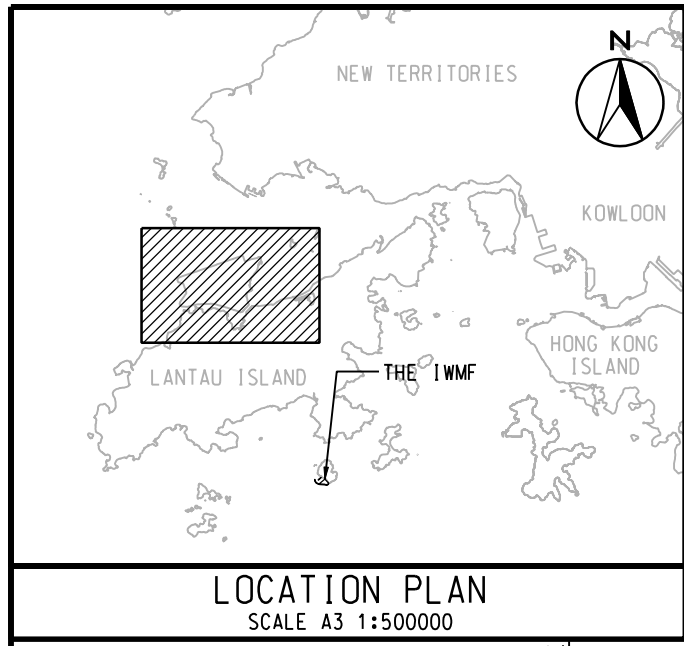 N
NEW TERRITORIES
KOWLOON
HONG KONG
ISLAND
LANTAU ISLAND
THE IWMF
LOCATION PLAN
SCALE A3 1:500000